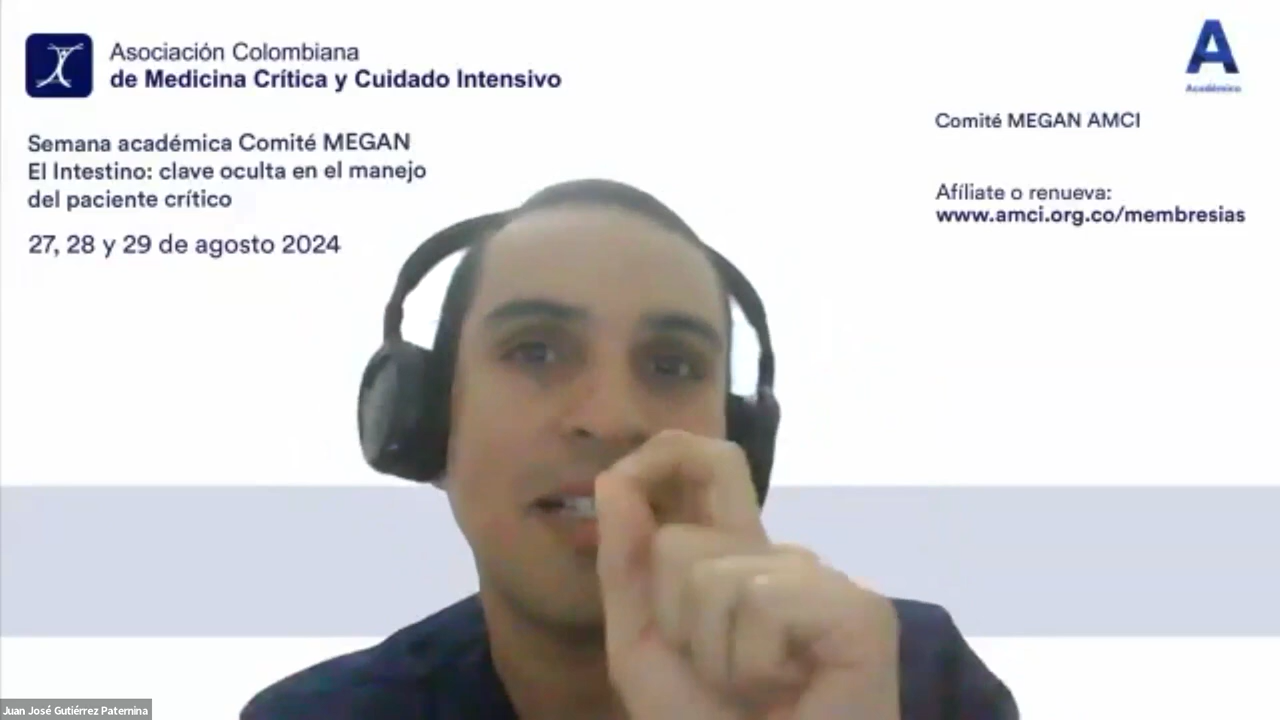 Asociación Colombiana
de Medicina Crítica y Cuidado Intensivo
Semana académica Comité MEGAN
El Intestino: clave oculta en el manejo
del paciente crítico
27, 28 y 29 de agosto 2024
A
Académico
Comité MEGAN AMCI
Afíliate o renueva:
www.amci.org.co/membresias
Juan José Gutiérrez Paternina